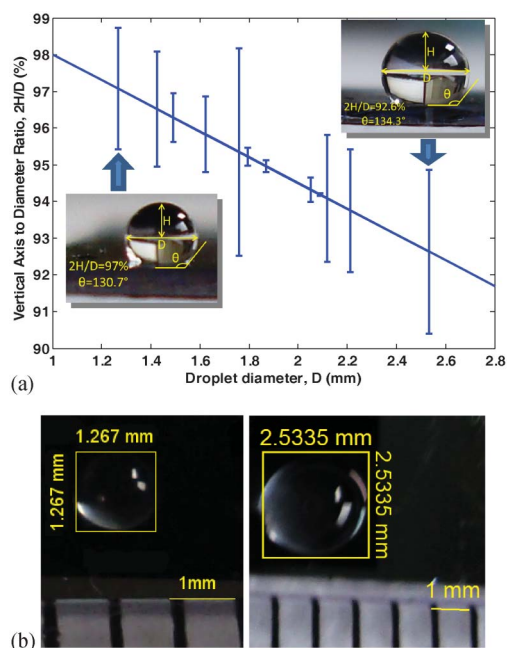 99
98
97
96
95
94
93
92
91
90
Vertical Axis to Diameter Ratio, 2H/D (%)
H
D
θ
2H/D=97%
θ=130.7°
H
D
θ
2H/D=92.6%
θ=134.3°
1 1.2 1.4 1.6 1.8 2 2.2 2.4 2.6 2.8
Droplet diameter, D (mm)
(a)
1.267 mm
1.267 mm
1mm
2.5335 mm
2.5335 mm
1 mm
(b)